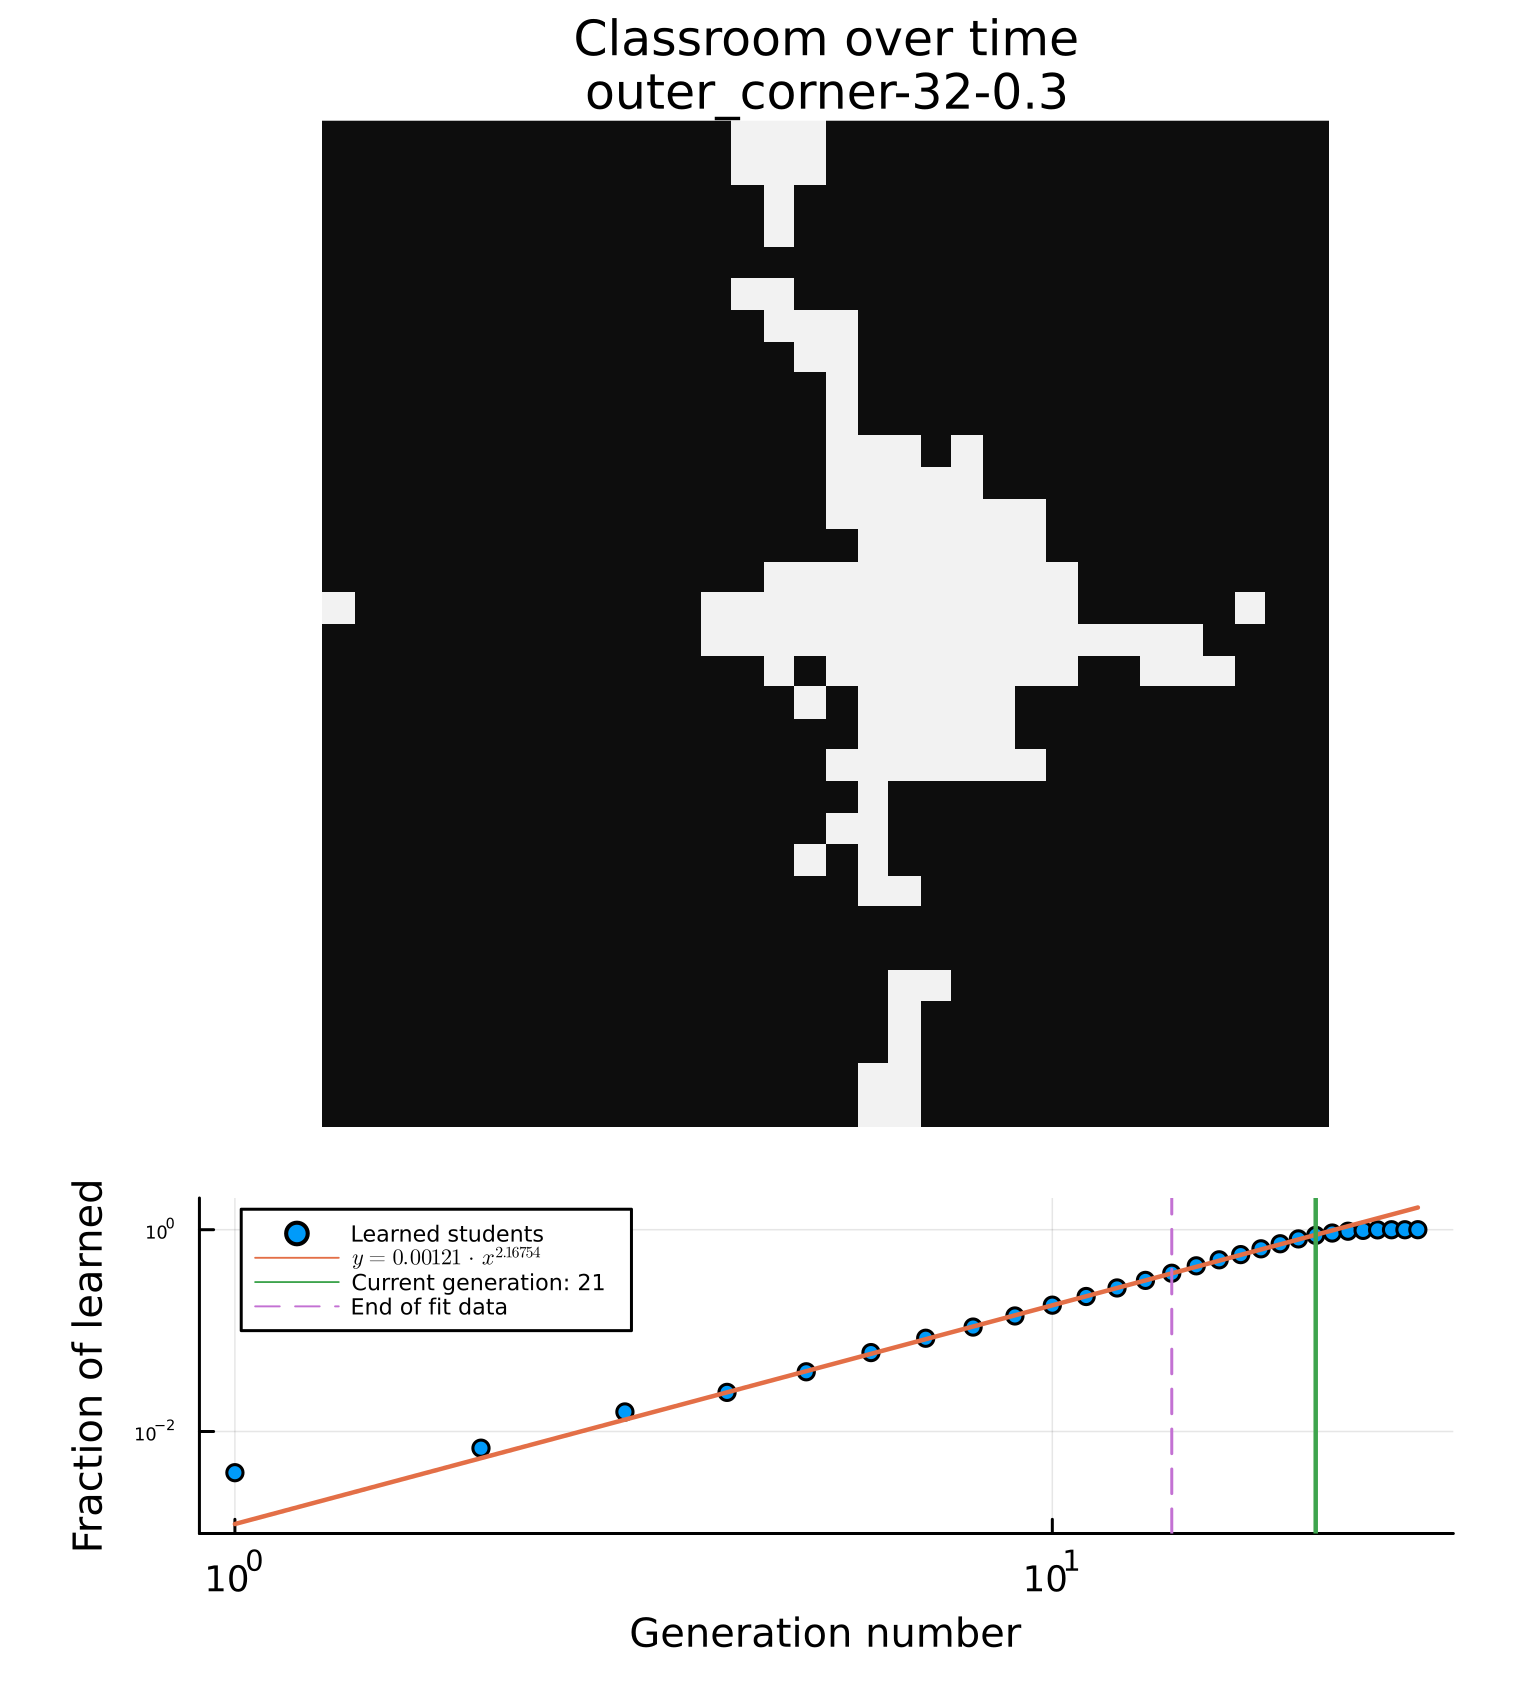 Classroom over time
outer_corner-32-0.3
Fraction of learned
10^0
10^−2
Learned students
y = 0.00121 · x^2.16754
Current generation: 21
End of fit data
10^0
10^1
Generation number